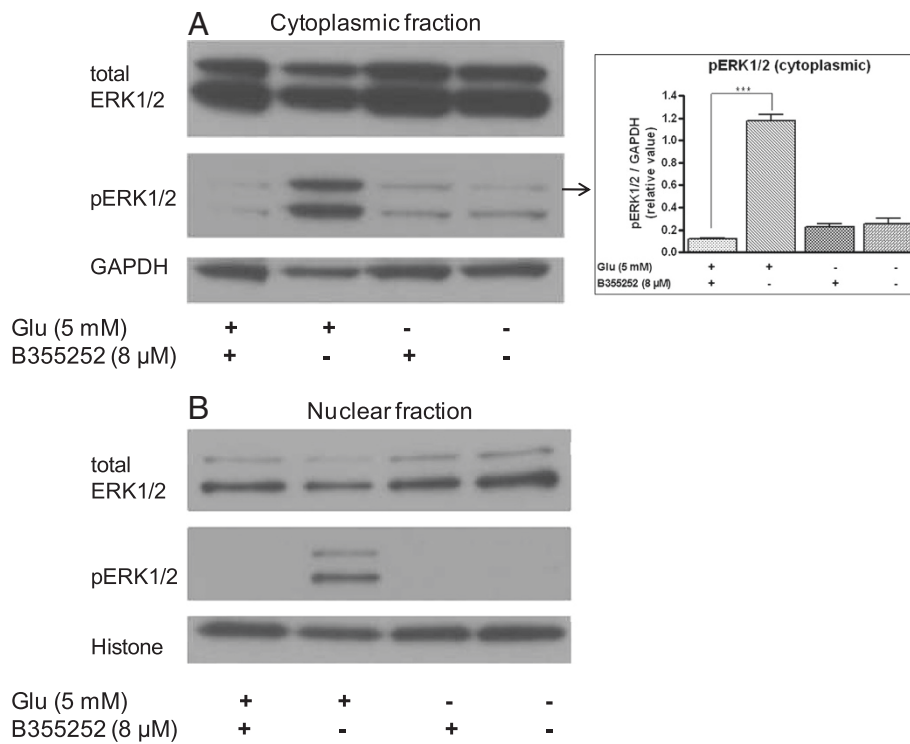 A
Cytoplasmic fraction
total
ERK1/2
pERK1/2
GAPDH
Glu (5 mM) + + - -
B355252 (8 µM) + - + -
pERK1/2 (cytoplasmic)
***
pERK1/2 / GAPDH
(relative value)
1.4
1.2
1.0
0.8
0.6
0.4
0.2
0.0
Glu (5 mM) + + - -
B355252 (8 µM) + - + -
B
Nuclear fraction
total
ERK1/2
pERK1/2
Histone
Glu (5 mM) + + - -
B355252 (8 µM) + - + -